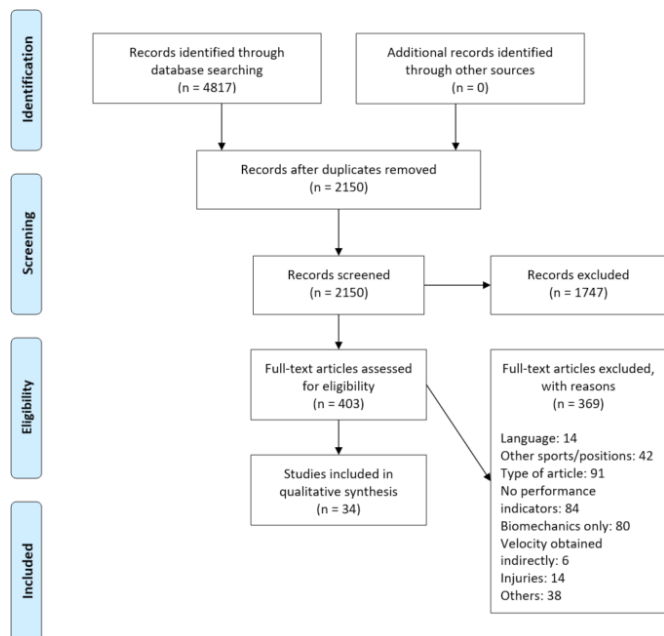 Identification
Records identified through
database searching
(n = 4817)
Additional records identified
through other sources
(n = 0)
Records after duplicates removed
(n = 2150)
Screening
Records screened
(n = 2150)
Records excluded
(n = 1747)
Eligibility
Full-text articles assessed
for eligibility
(n = 403)
Full-text articles excluded,
with reasons
(n = 369)
Language: 14
Other sports/positions: 42
Type of article: 91
No performance
indicators: 84
Biomechanics only: 80
Velocity obtained
indirectly: 6
Injuries: 14
Others: 38
Studies included in
qualitative synthesis
(n = 34)
Included